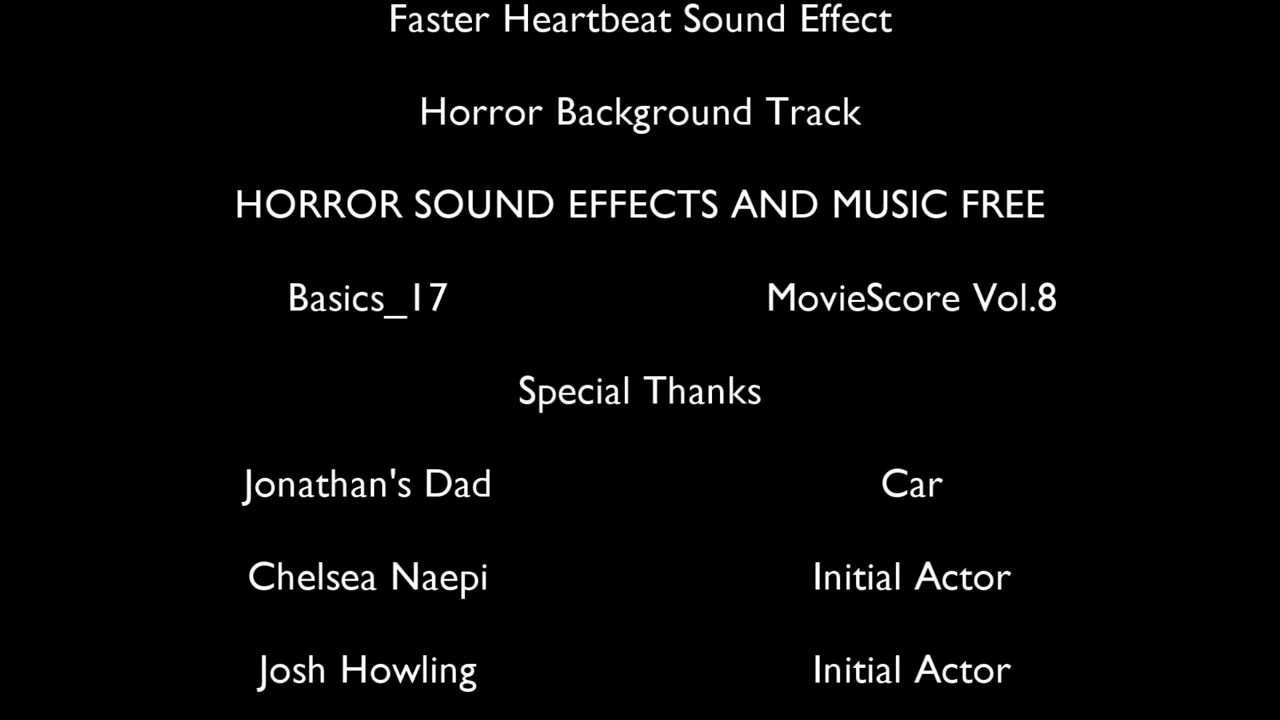 Faster Heartbeat Sound Effect
Horror Background Track
HORROR SOUND EFFECTS AND MUSIC FREE
Basics_17 MovieScore Vol.8
Special Thanks
Jonathan's Dad Car
Chelsea Naepi Initial Actor
Josh Howling Initial Actor